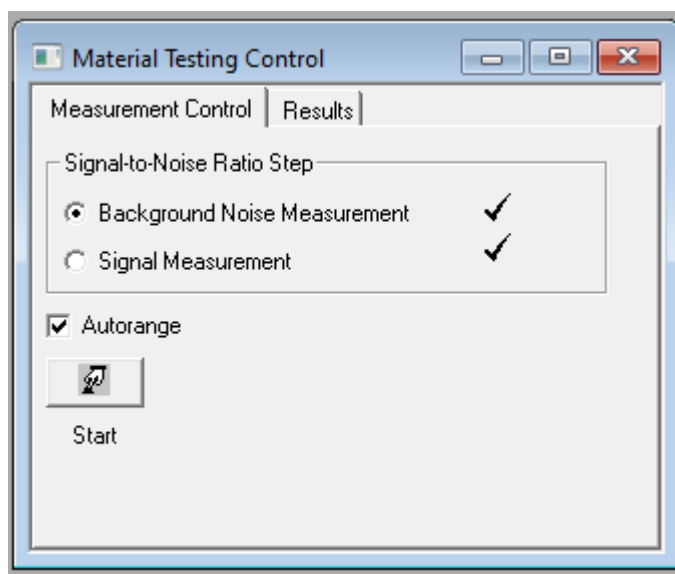 Material Testing Control
Measurement Control Results
Signal-to-Noise Ratio Step
Background Noise Measurement
Signal Measurement
Autorange
Start